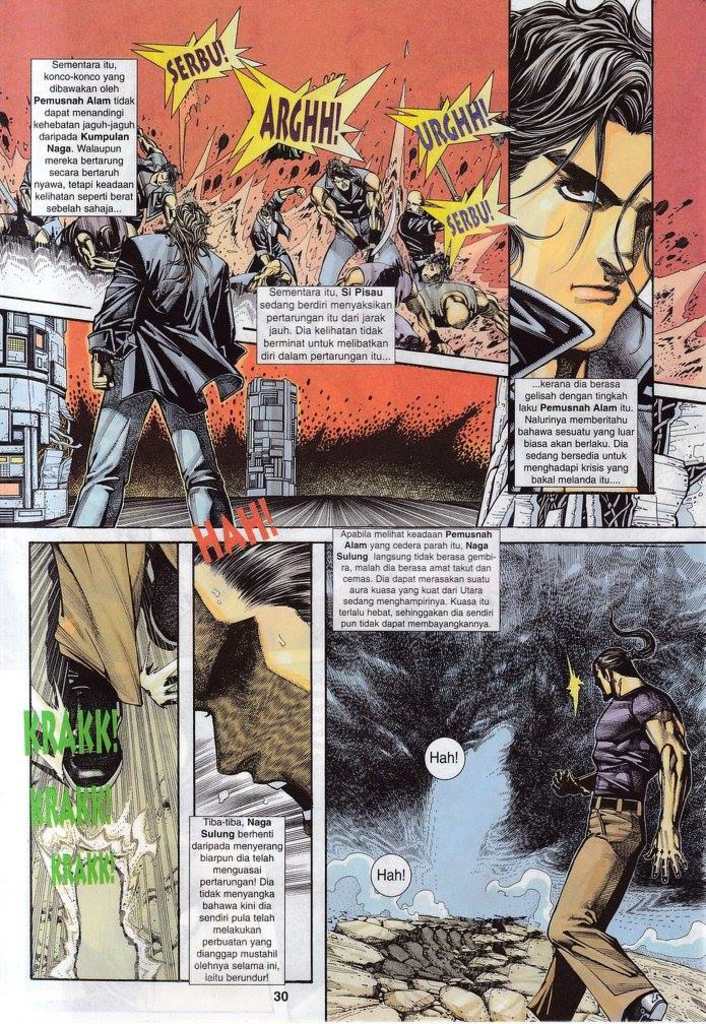 Sementara itu,
konco-konco yang
dibawakan oleh
Pemusnah Alam tidak
dapat menandingi
kehebatan jaguh-jaguh
daripada Kumpulan
Naga. Walaupun
mereka bertarung
secara bertaruh
nyawa, tetapi keadaan
kelihatan seperti berat
sebelah sahaja...
SERBU!
ARGHH!
URGHH!
SERBU!
Sementara itu, Si Pisau
sedang berdiri menyaksikan
pertarungan itu dari jarak
jauh. Dia kelihatan tidak
berminat untuk melibatkan
diri dalam pertarungan itu...
...kerana dia berasa
gelisah dengan tingkah
laku Pemusnah Alam itu.
Nalurinya memberitahu
bahawa sesuatu yang luar
biasa akan berlaku. Dia
sedang bersedia untuk
menghadapi krisis yang
bakal melanda itu....
HAH!
KRAKK!
KRAKK!
KRAKK!
Tiba-tiba, Naga
Sulung berhenti
daripada menyerang
biarpun dia telah
menguasai
pertarungan! Dia
tidak menyangka
bahawa kini dia
sendiri pula telah
melakukan
perbuatan yang
dianggap mustahil
olehnya selama ini,
iaitu berundur!
Apabila melihat keadaan Pemusnah
Alam yang cedera parah itu, Naga
Sulung langsung tidak berasa gembi-
ra, malah dia berasa amat takut dan
cemas. Dia dapat merasakan suatu
aura kuasa yang kuat dari Utara
sedang menghampirinya. Kuasa itu
terlalu hebat, sehinggakan dia sendiri
pun tidak dapat membayangkannya.
Hah!
Hah!
30